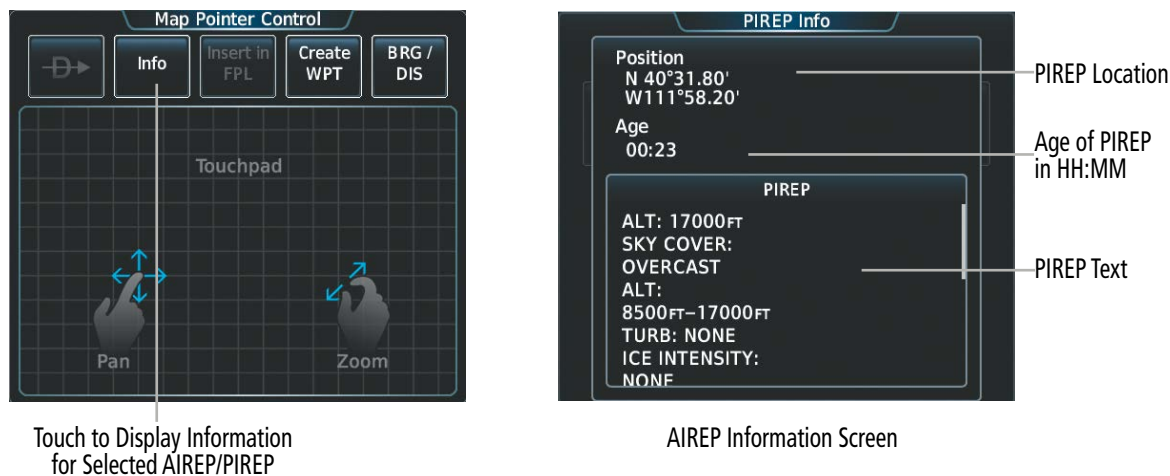 Map Pointer Control
Info
Insert in
FPL
Create
WPT
BRG /
DIS
Touchpad
Pan
Zoom
Touch to Display Information
for Selected AIREP/PIREP
PIREP Info
Position
N 40°31.80'
W111°58.20'
Age
00:23
PIREP
ALT: 17000FT
SKY COVER:
OVERCAST
ALT:
8500FT–17000FT
TURB: NONE
ICE INTENSITY:
NONE
PIREP Location
Age of PIREP
in HH:MM
PIREP Text
AIREP Information Screen